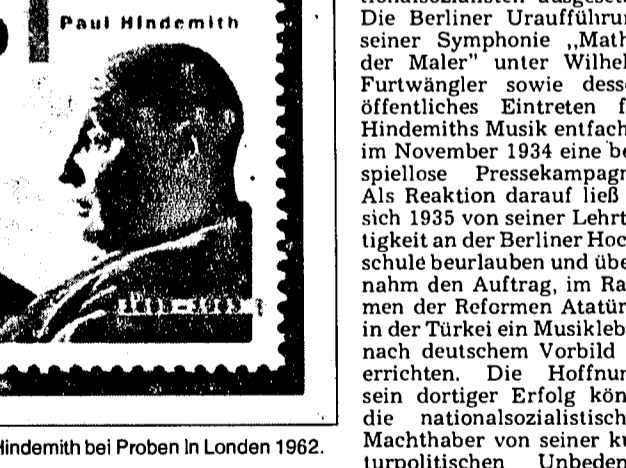 Paul Hindemith
Hindemith bei Proben in Londen 1962.
Die Berliner Uraufführun
seiner Symphonie ,,Math
der Maler" unter Wilhel
Furtwängler sowie dess
öffentliches Eintreten f
Hindemiths Musik entfach
im November 1934 eine be
spiellose Pressekampagn
Als Reaktion darauf ließ
sich 1935 von seiner Lehrt
tigkeit an der Berliner Hoc
schule beurlauben und übe
nahm den Auftrag, im Ra
men der Reformen Atatür
in der Türkei ein Musikleb
nach deutschem Vorbild
errichten. Die Hoffnun
sein dortiger Erfolg kön
die nationalsozialistisch
Machthaber von seiner ku
turpolitischen Unbeden